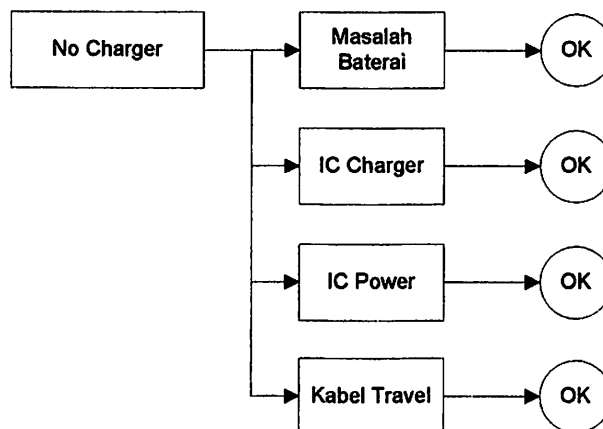 No Charger
Masalah
Baterai
OK
IC Charger
OK
IC Power
OK
Kabel Travel
OK